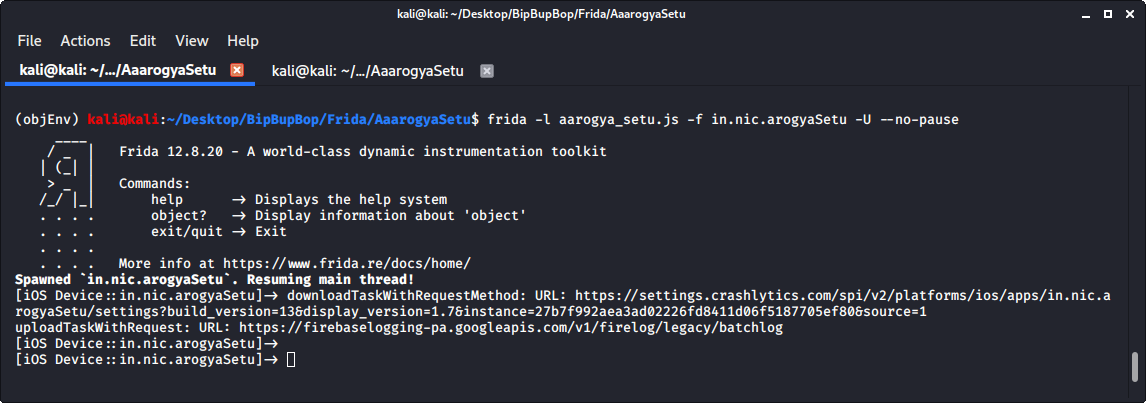 kali@kali: ~/Desktop/BipBupBop/Frida/AaarogyaSetu
File Actions Edit View Help
kali@kali: ~/.../AaarogyaSetu kali@kali: ~/.../AaarogyaSetu
(objEnv) kali@kali:~/Desktop/BipBupBop/Frida/AaarogyaSetu$ frida -l aarogya_setu.js -f in.nic.arogyaSetu -U --no-pause
     ____
    / _  |   Frida 12.8.20 - A world-class dynamic instrumentation toolkit
   | (_| |
    > _  |   Commands:
   /_/ |_|       help      -> Displays the help system
   . . . .       object?   -> Display information about 'object'
   . . . .       exit/quit -> Exit
   . . . .
   . . . .   More info at https://www.frida.re/docs/home/
Spawned `in.nic.arogyaSetu`. Resuming main thread!
[iOS Device::in.nic.arogyaSetu]-> downloadTaskWithRequestMethod: URL: https://settings.crashlytics.com/spi/v2/platforms/ios/apps/in.nic.a
rogyaSetu/settings?build_version=13&display_version=1.7&instance=27b7f992aea3ad02226fd8411d06f5187705ef80&source=1
uploadTaskWithRequest: URL: https://firebaselogging-pa.googleapis.com/v1/firelog/legacy/batchlog
[iOS Device::in.nic.arogyaSetu]->
[iOS Device::in.nic.arogyaSetu]->